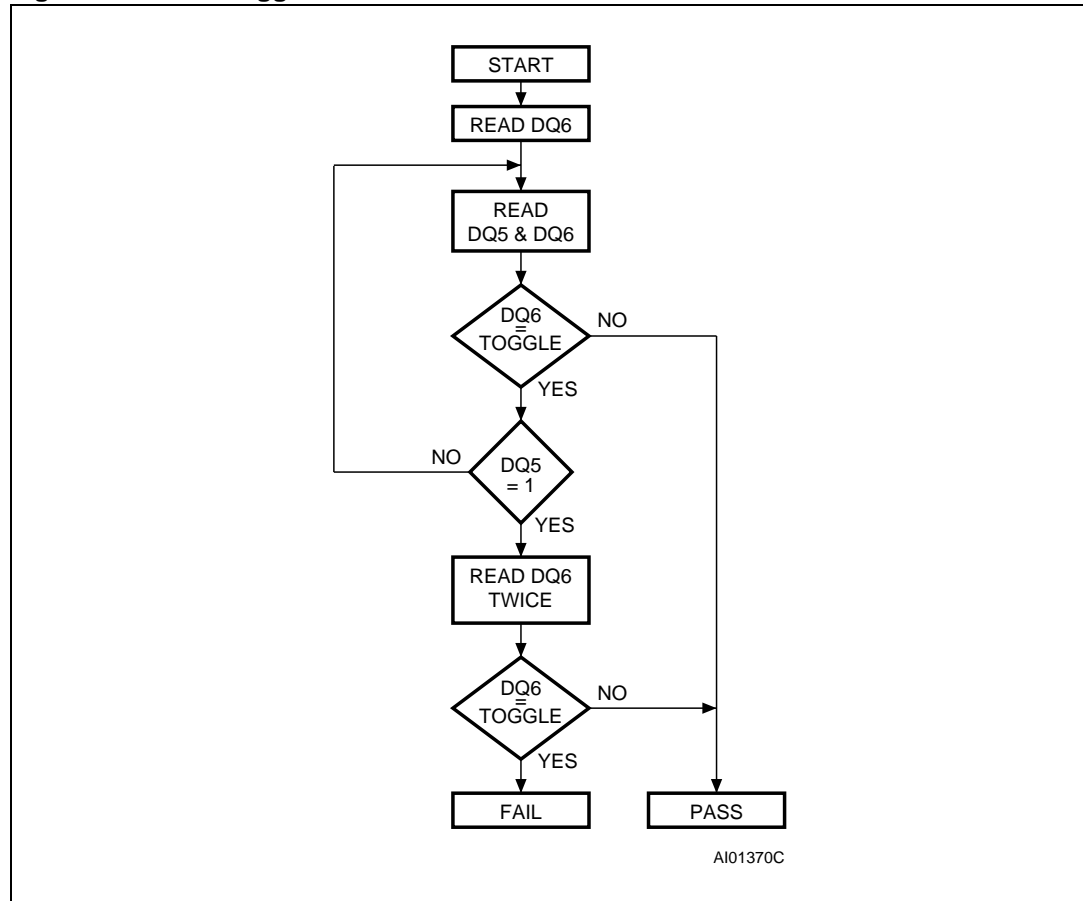 START
READ DQ6
READ
DQ5 & DQ6
DQ6
=
TOGGLE
NO
YES
NO
DQ5
= 1
YES
READ DQ6
TWICE
DQ6
=
TOGGLE
NO
YES
FAIL
PASS
AI01370C